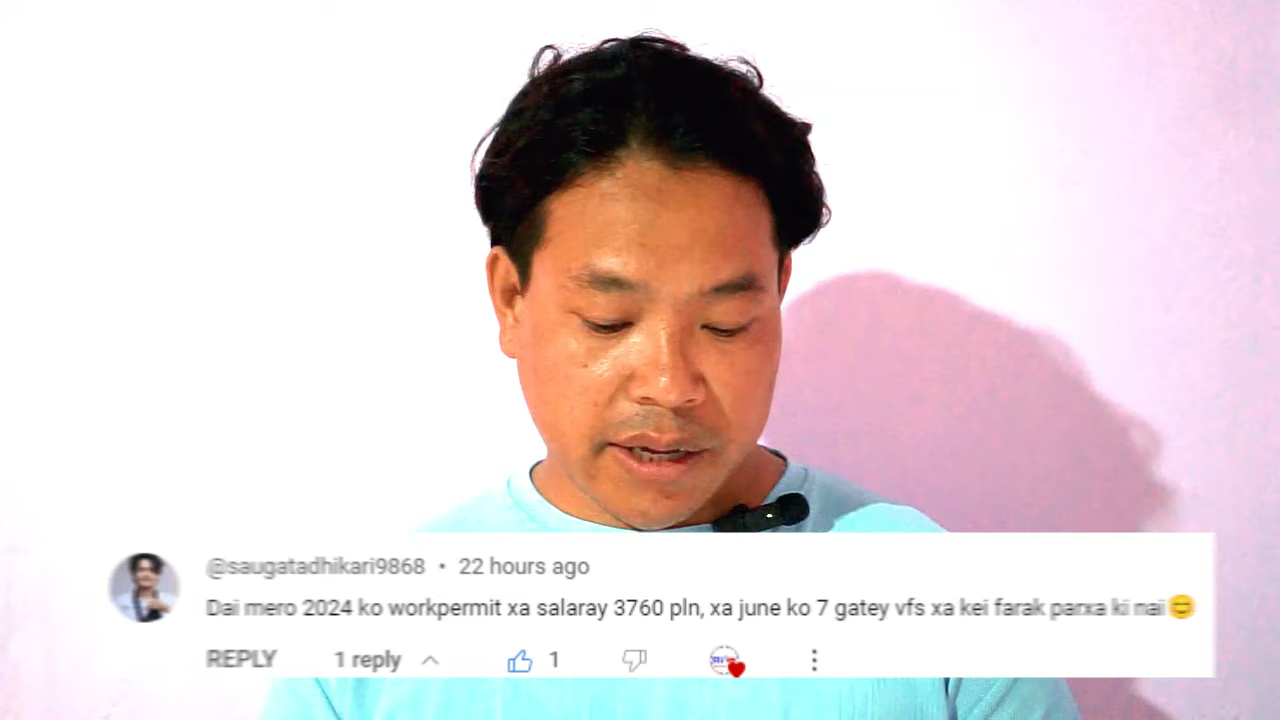 @saugatadhikari9868 • 22 hours ago
Dai mero 2024 ko workpermit xa salaray 3760 pln, xa june ko 7 gatey vfs xa kei farak parxa ki nai😊
REPLY 1 reply 1